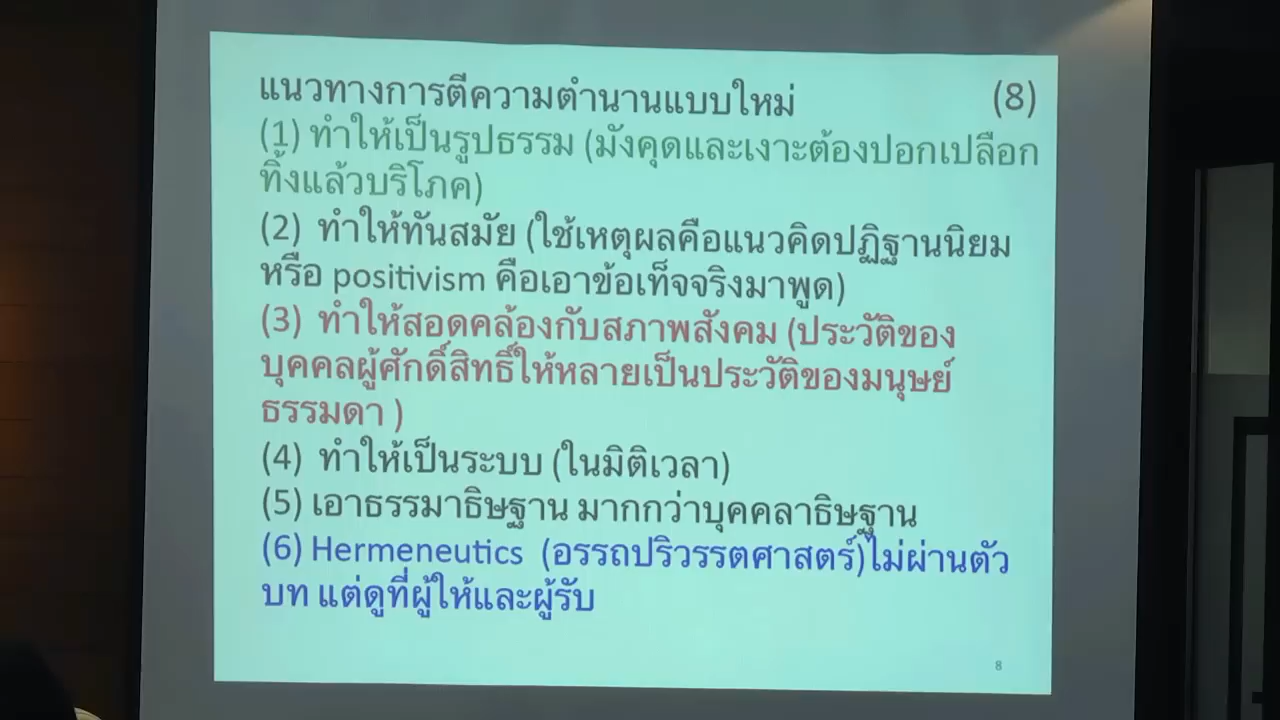 แนวทางการตีความตำนานแบบใหม่ (8)
(1) ทำให้เป็นรูปธรรม (มังคุดและเงาะต้องปอกเปลือก
ทิ้งแล้วบริโภค)
(2) ทำให้ทันสมัย (ใช้เหตุผลคือแนวคิดปฏิฐานนิยม
หรือ positivism คือเอาข้อเท็จจริงมาพูด)
(3) ทำให้สอดคล้องกับสภาพสังคม (ประวัติของ
บุคคลผู้ศักดิ์สิทธิ์ให้หลายเป็นประวัติของมนุษย์
ธรรมดา )
(4) ทำให้เป็นระบบ (ในมิติเวลา)
(5) เอาธรรมาธิษฐาน มากกว่าบุคคลาธิษฐาน
(6) Hermeneutics (อรรถปริวรรตศาสตร์)ไม่ผ่านตัว
บท แต่ดูที่ผู้ให้และผู้รับ
8